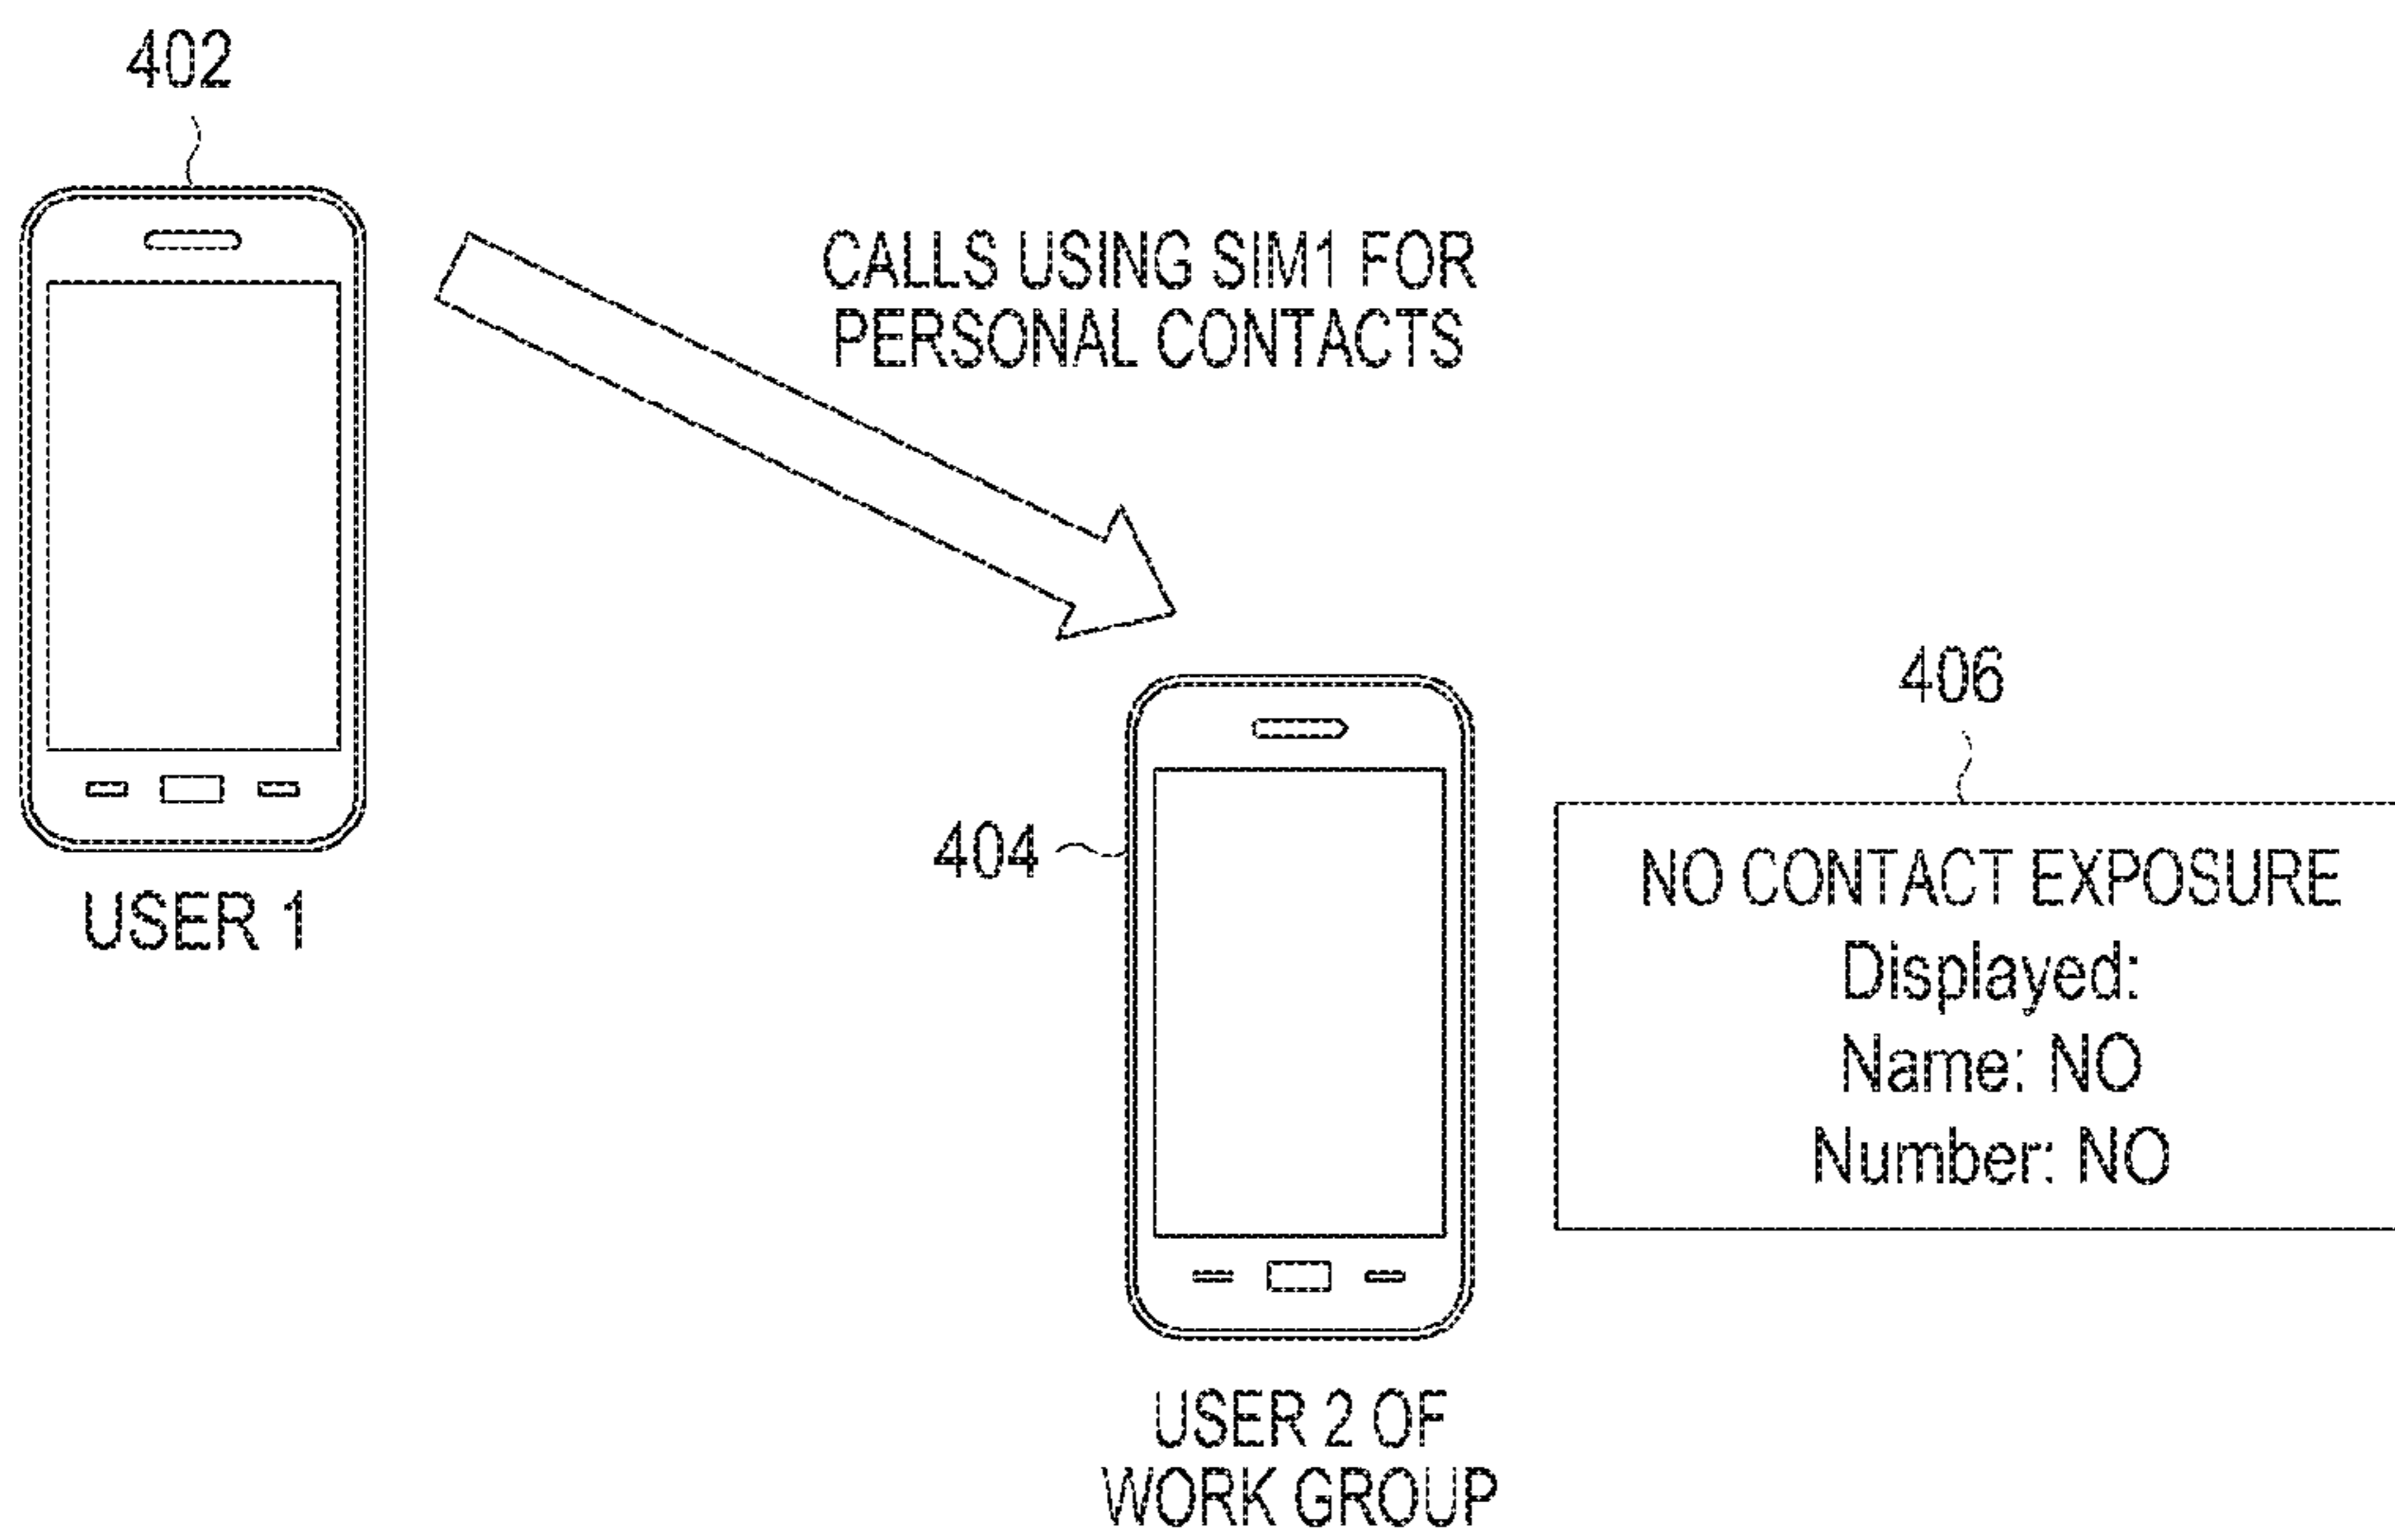 402
CALLS USING SIM1 FOR
PERSONAL CONTACTS
USER 1
404
406
NO CONTACT EXPOSURE
Displayed:
Name: NO
Number: NO
USER 2 OF
WORK GROUP